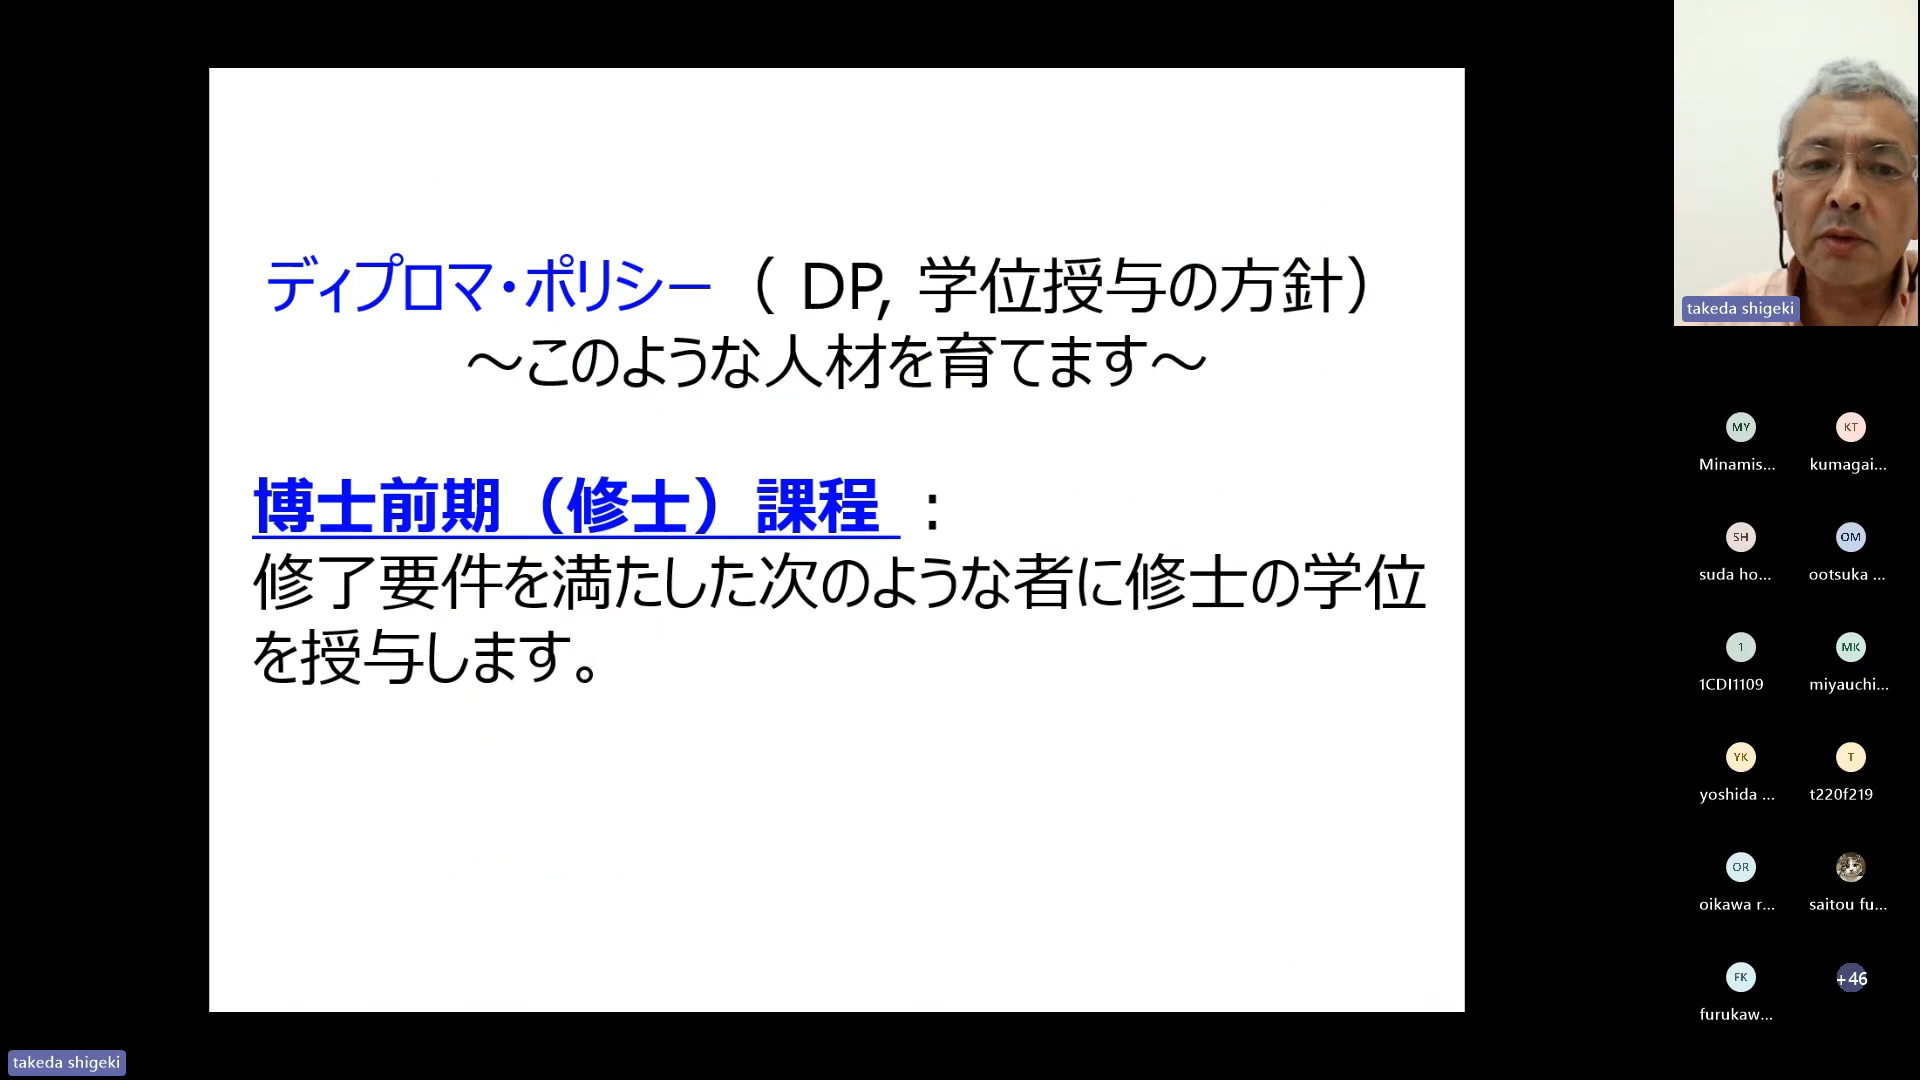 ディプロマ・ポリシー（ DP, 学位授与の方針）
～このような人材を育てます～
博士前期（修士）課程 ：
修了要件を満たした次のような者に修士の学位
を授与します。
takeda shigeki
MY
KT
Minamis...
kumagai...
SH
OM
suda ho...
ootsuka ...
1
MK
1CDI1109
miyauchi...
YK
T
yoshida ...
t220f219
OR
oikawa r...
saitou fu...
FK
+46
furukaw...
takeda shigeki